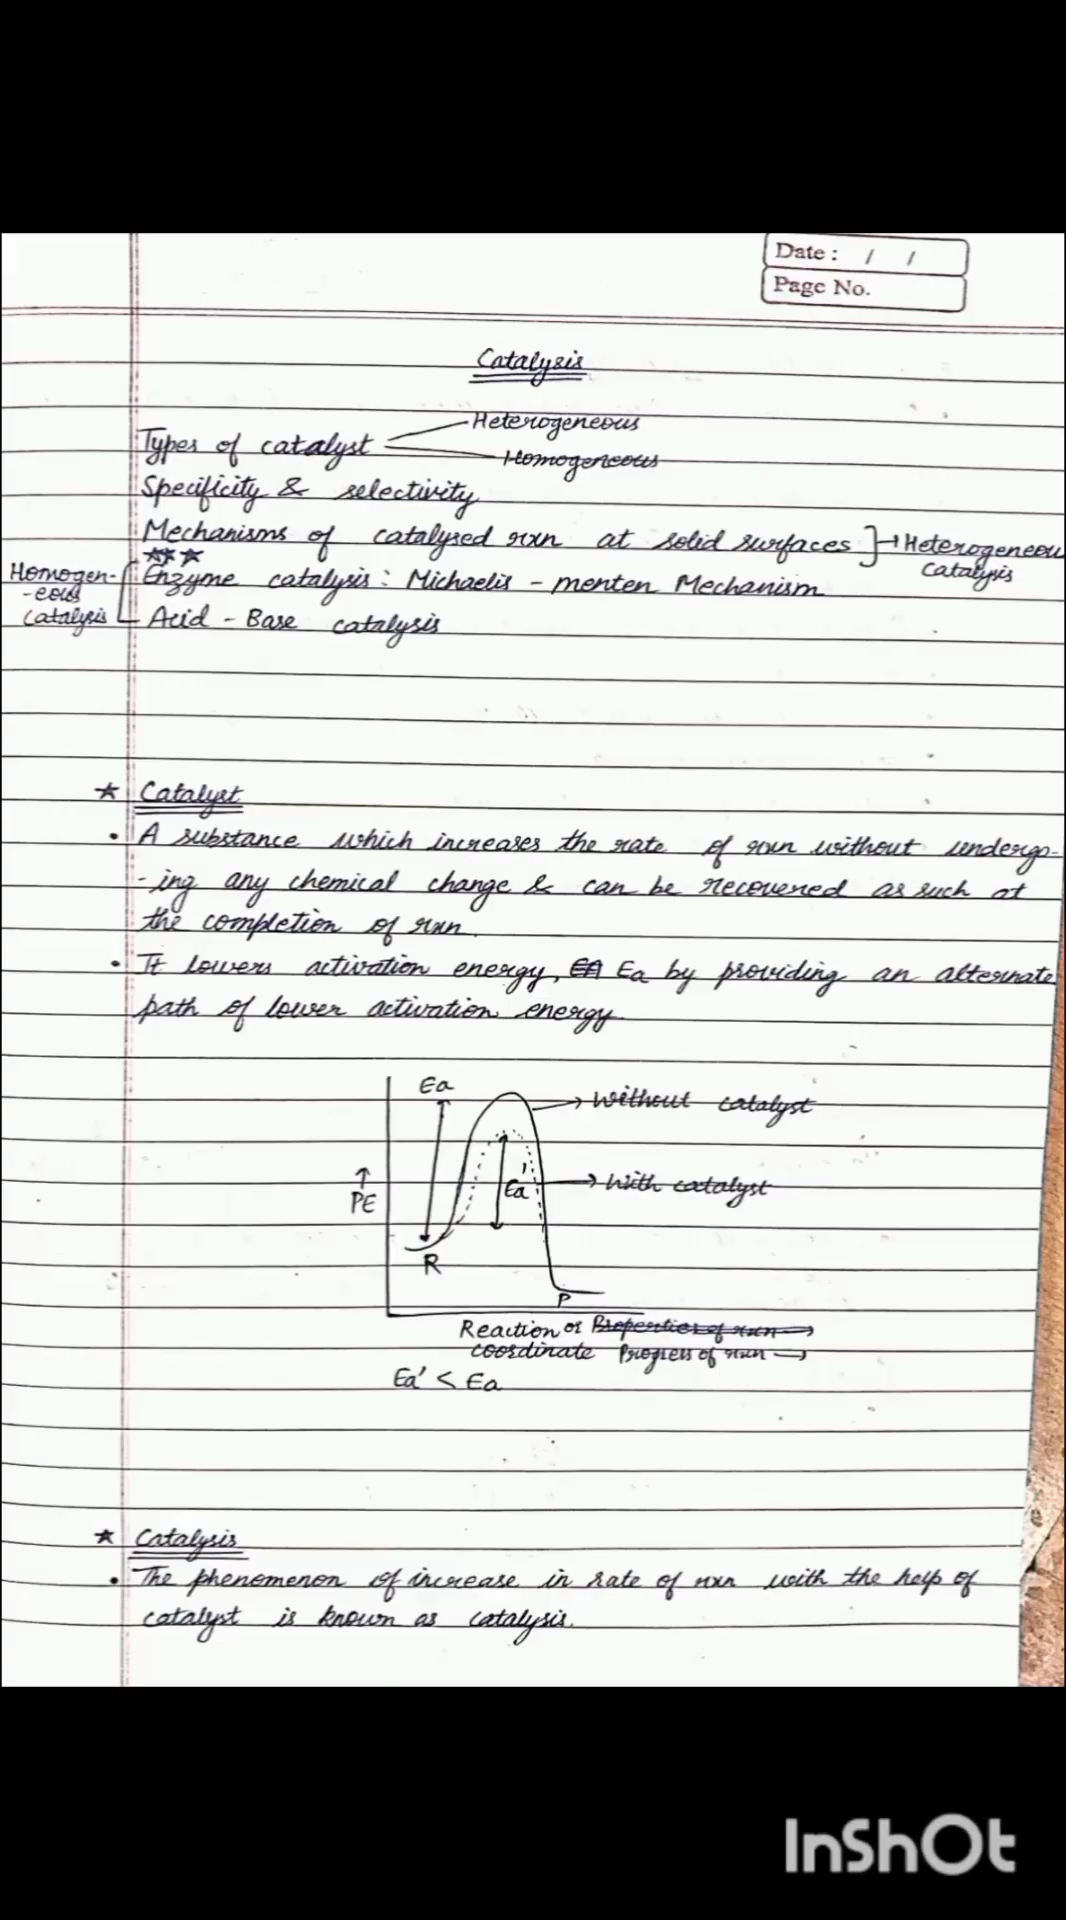 Date : / /
Page No.
Catalysis
Heterogeneous
Types of catalyst
Homogeneous
Specificity & selectivity
Mechanisms of catalysed rxn at solid surfaces → Heterogeneous
catalysis
Homogen-
-eous
catalysis
Enzyme catalysis : Michaelis - menten Mechanism
Acid - Base catalysis
Catalyst
• A substance which increases the rate of rxn without undergo-
-ing any chemical change & can be recovered as such at
the completion of rxn.
• It lowers activation energy, EA Ea by providing an alternate
path of lower activation energy.
Ea
→ Without catalyst
Ea'
→ With catalyst
↑
PE
R
P
Reaction or Properties of rxn →
coordinate Progress of rxn →
Ea' < Ea
Catalysis
• The phenomenon of increase in rate of rxn with the help of
catalyst is known as catalysis.
InShOt